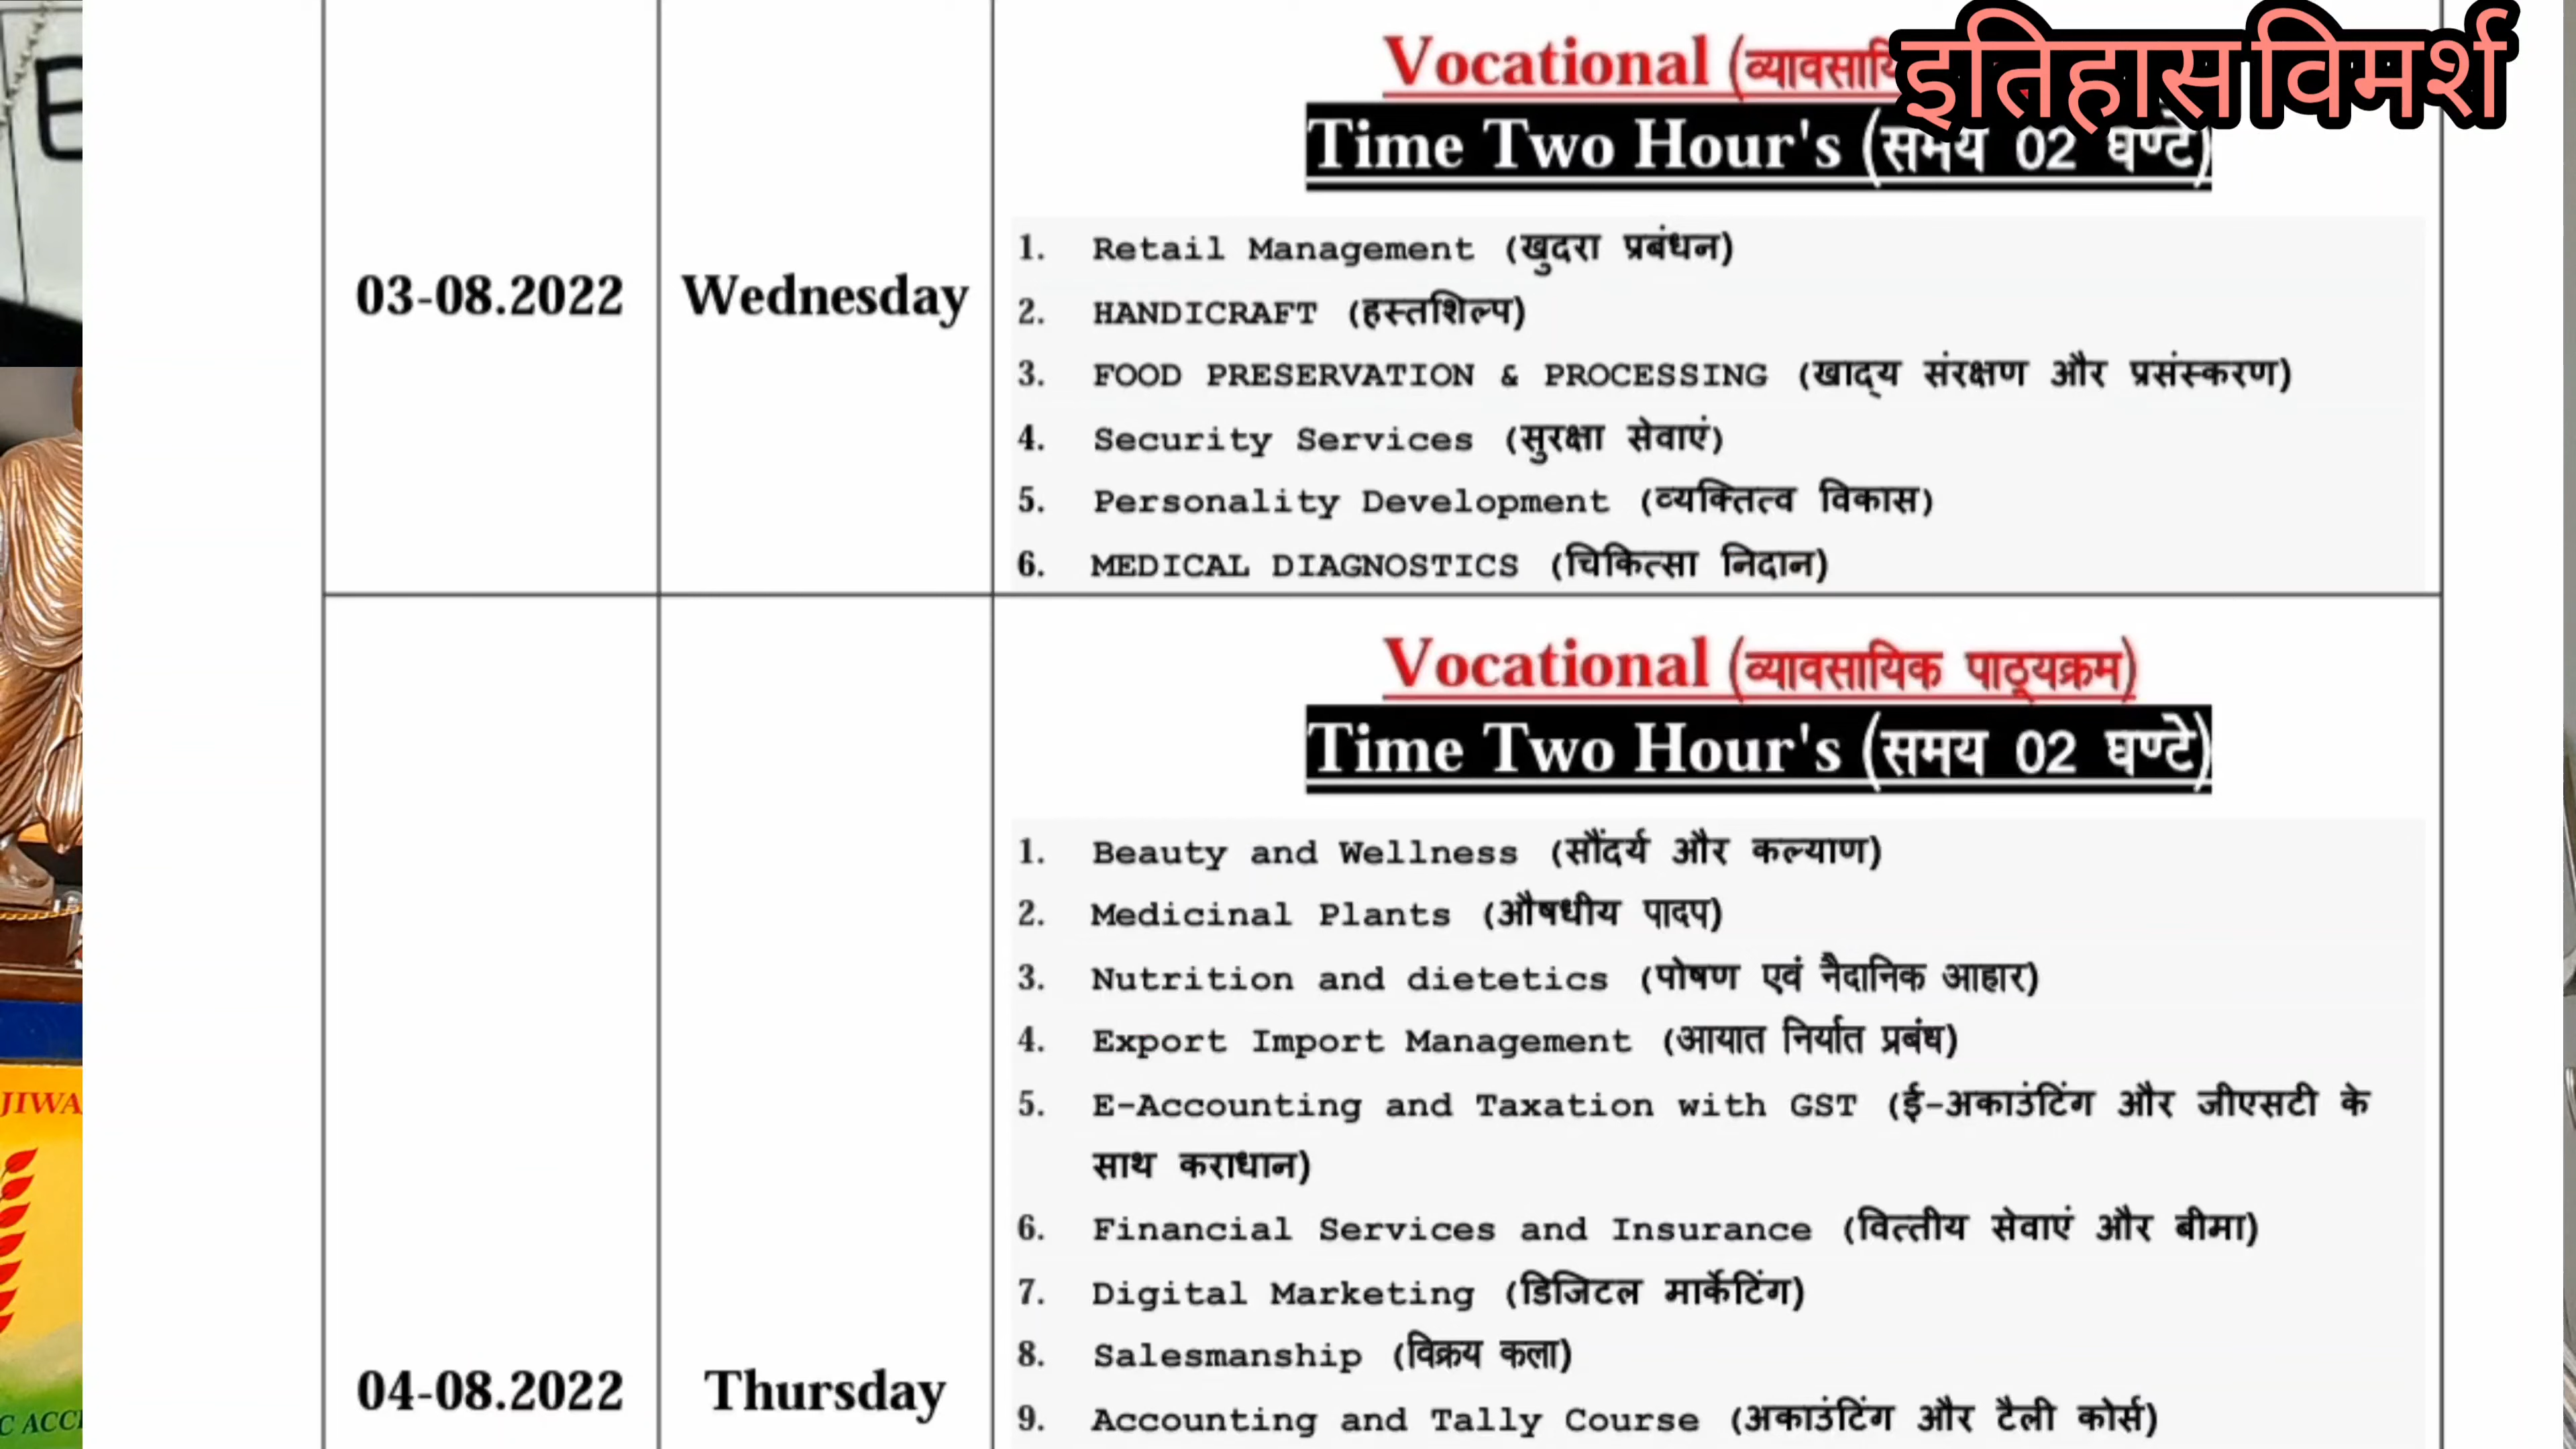 इतिहास विमर्श
Vocational
Time Two Hour's (समय 02 घण्टे)
03-08.2022
Wednesday
1. Retail Management (खुदरा प्रबंधन)
2. HANDICRAFT (हस्तशिल्प)
3. FOOD PRESERVATION & PROCESSING (खाद्य संरक्षण और प्रसंस्करण)
4. Security Services (सुरक्षा सेवाएं)
5. Personality Development (व्यक्तित्व विकास)
6. MEDICAL DIAGNOSTICS (चिकित्सा निदान)
Vocational (व्यावसायिक पाठ्यक्रम)
Time Two Hour's (समय 02 घण्टे)
04-08.2022
Thursday
1. Beauty and Wellness (सौंदर्य और कल्याण)
2. Medicinal Plants (औषधीय पादप)
3. Nutrition and dietetics (पोषण एवं नैदानिक आहार)
4. Export Import Management (आयात निर्यात प्रबंध)
5. E-Accounting and Taxation with GST (ई-अकाउंटिंग और जीएसटी के
साथ कराधान)
6. Financial Services and Insurance (वित्तीय सेवाएं और बीमा)
7. Digital Marketing (डिजिटल मार्केटिंग)
8. Salesmanship (विक्रय कला)
9. Accounting and Tally Course (अकाउंटिंग और टैली कोर्स)